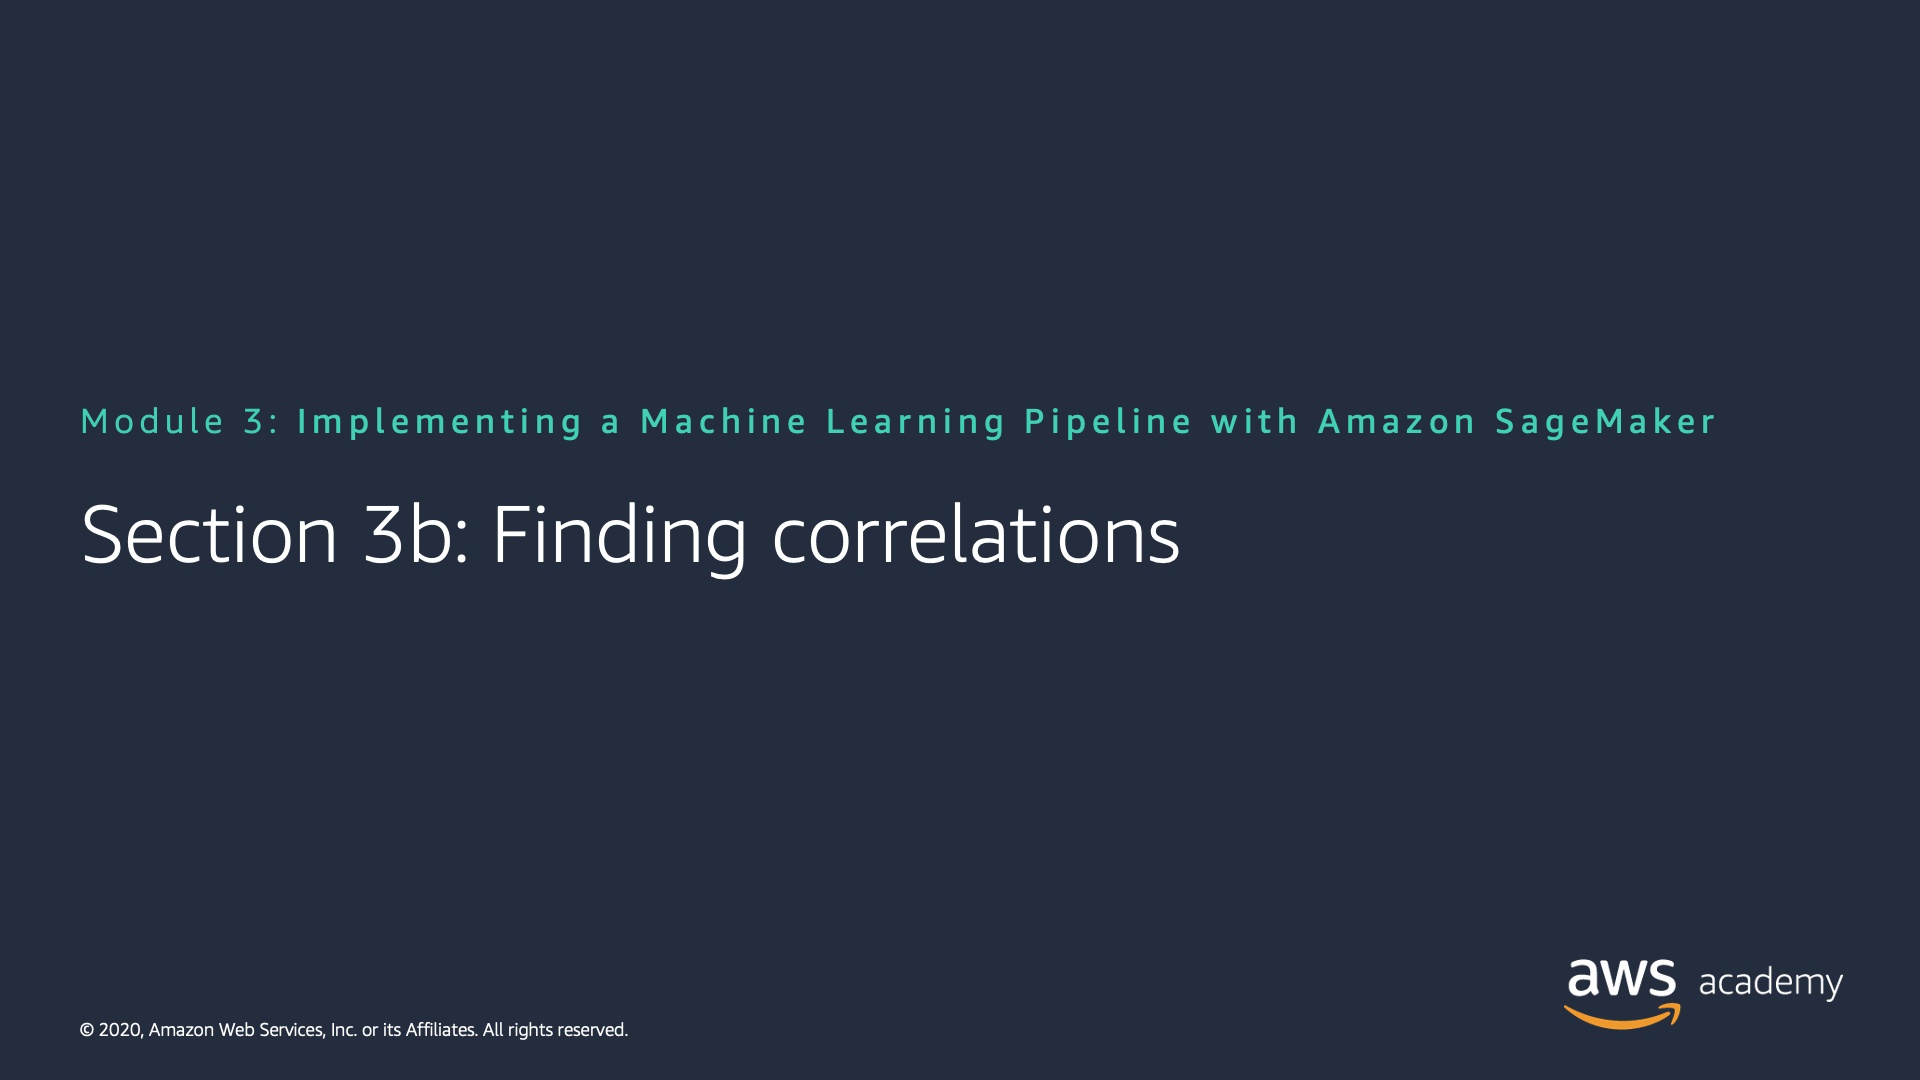 Module 3: Implementing a Machine Learning Pipeline with Amazon SageMaker
Section 3b: Finding correlations
aws academy
© 2020, Amazon Web Services, Inc. or its Affiliates. All rights reserved.